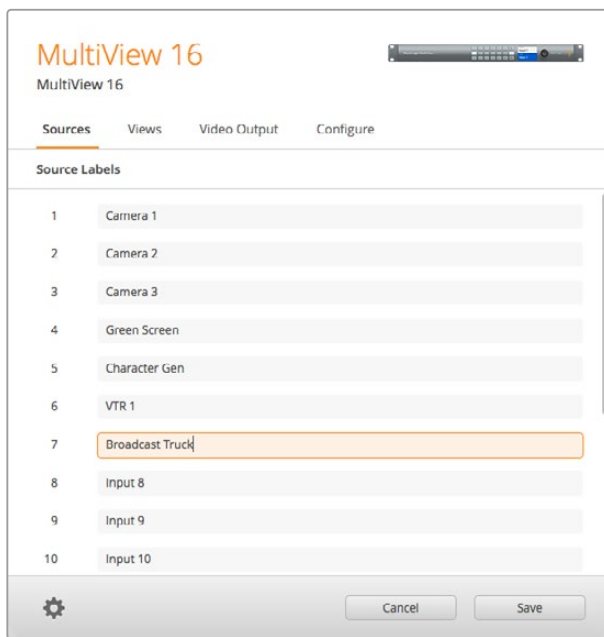 MultiView 16
MultiView 16
Sources Views Video Output Configure
Source Labels
1 Camera 1
2 Camera 2
3 Camera 3
4 Green Screen
5 Character Gen
6 VTR 1
7 Broadcast Truck
8 Input 8
9 Input 9
10 Input 10
Cancel Save